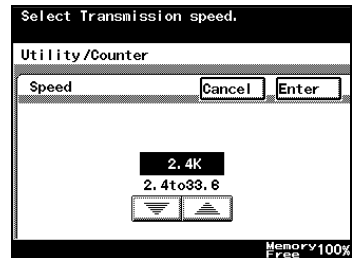 Select Transmission speed.
Utility/Counter
Speed Cancel Enter
2.4K
2.4to33.6
Memory Free 100%